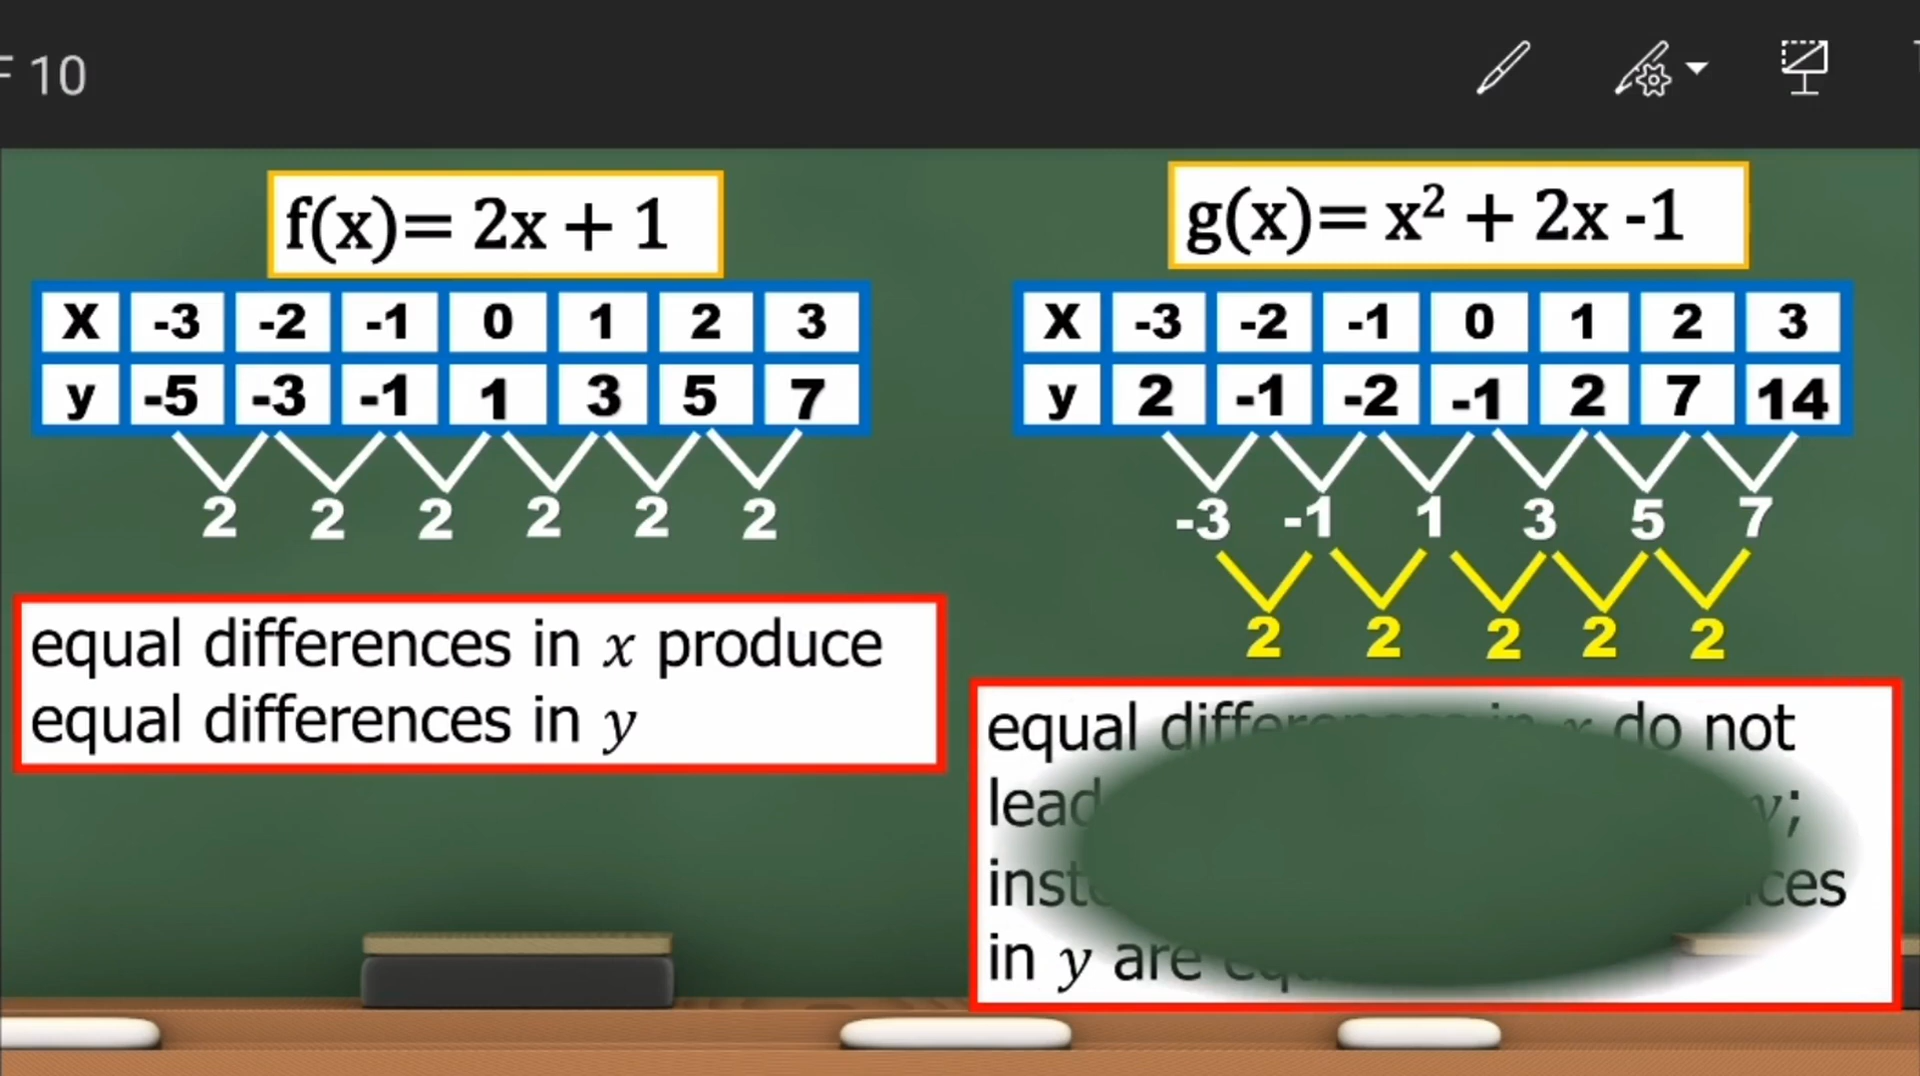 F 10
f(x)= 2x + 1
X -3 -2 -1 0 1 2 3
y -5 -3 -1 1 3 5 7
2 2 2 2 2 2
equal differences in x produce
equal differences in y
g(x)= x² + 2x -1
X -3 -2 -1 0 1 2 3
y 2 -1 -2 -1 2 7 14
-3 -1 1 3 5 7
2 2 2 2 2
equal differences in x do not
lead y;
in y are